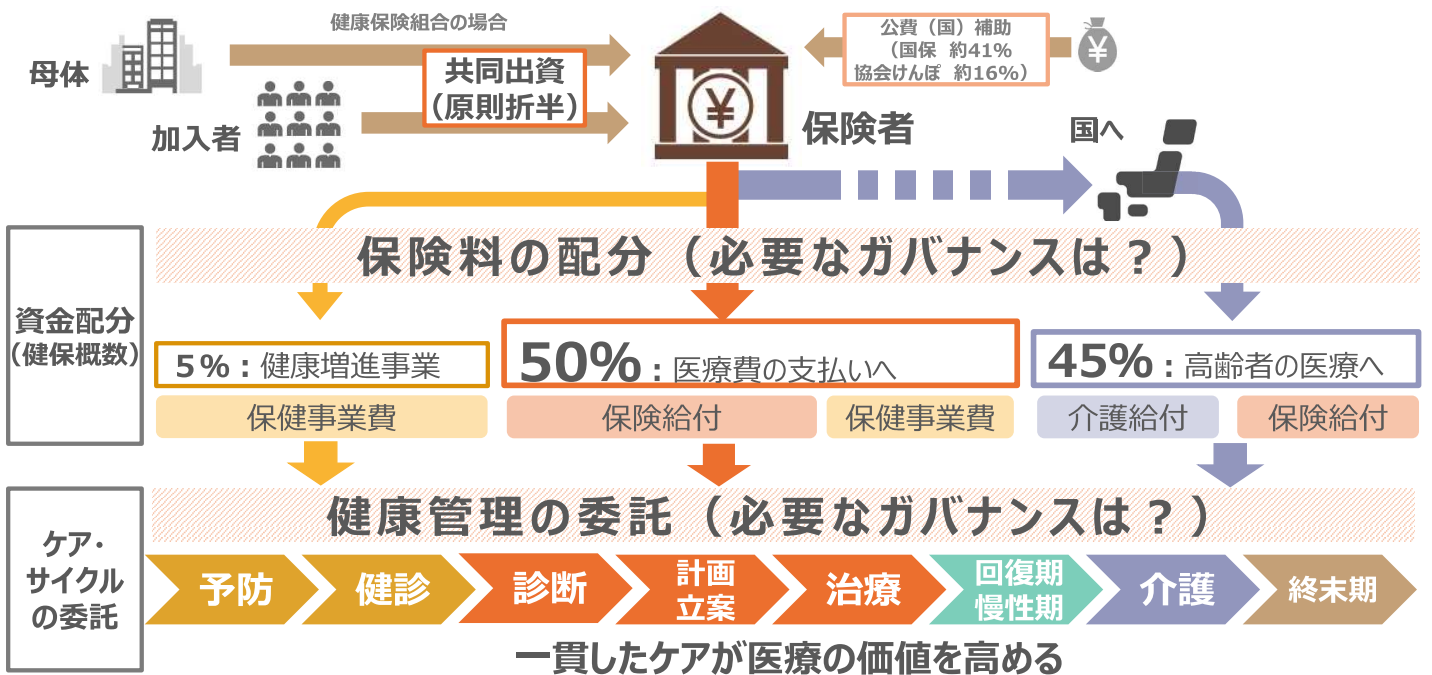 健康保険組合の場合
母体
共同出資
（原則折半）
加入者
¥
保険者
公費（国）補助
（国保 約41%
協会けんぽ 約16%）
¥
国へ
保険料の配分（必要なガバナンスは？）
資金配分
（健保概数）
5%：健康増進事業
50%：医療費の支払いへ
45%：高齢者の医療へ
保健事業費
保険給付
保健事業費
介護給付
保険給付
健康管理の委託（必要なガバナンスは？）
ケア・
サイクル
の委託
予防
健診
診断
計画
立案
治療
回復期
慢性期
介護
終末期
一貫したケアが医療の価値を高める